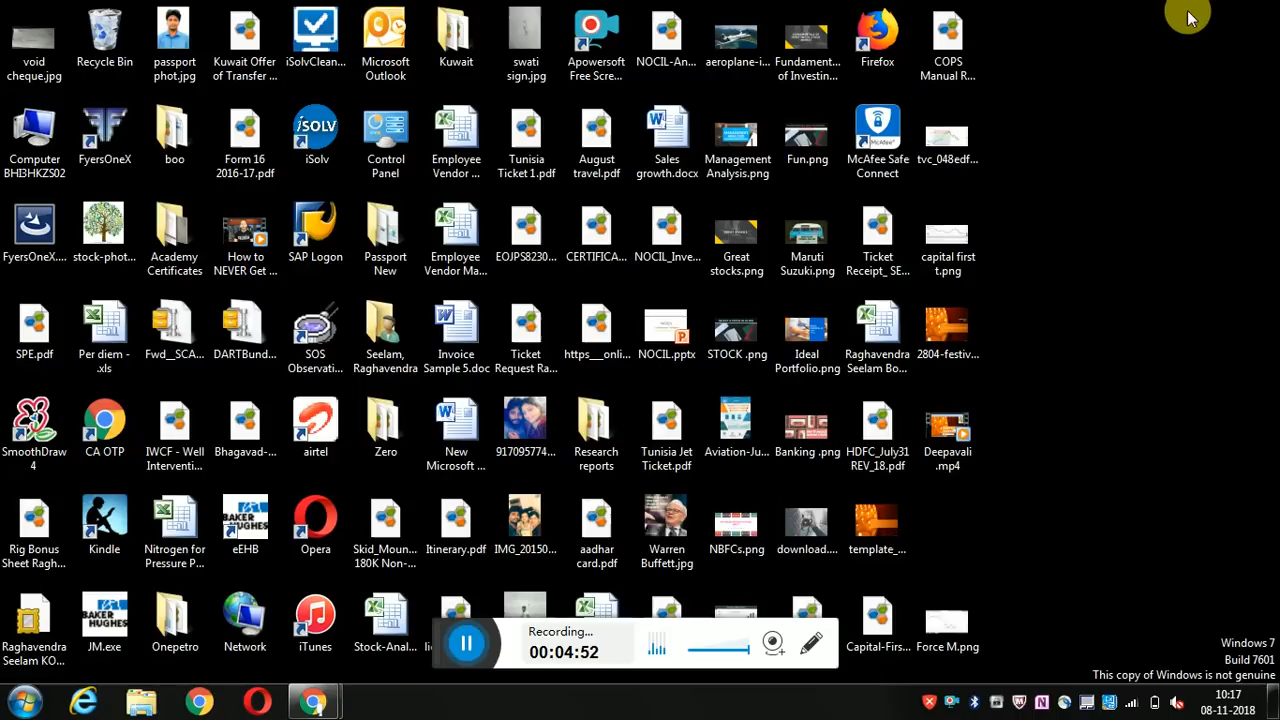 void
cheque.jpg
Recycle Bin
passport
phot.jpg
Kuwait Offer
of Transfer ...
iSolvClean...
Microsoft
Outlook
Kuwait
swati
sign.jpg
Apowersoft
Free Scre...
NOCIL-An...
aeroplane-i...
Fundament...
of Investin...
Firefox
COPS
Manual R...
Computer
BHI3HKZS02
FyersOneX
boo
Form 16
2016-17.pdf
iSOLV
iSolv
Control
Panel
Employee
Vendor ...
Tunisia
Ticket 1.pdf
August
travel.pdf
Sales
growth.docx
Management
Analysis.png
Fun.png
McAfee
McAfee Safe
Connect
tvc_048edf...
FyersOneX....
stock-phot...
Academy
Certificates
How to
NEVER Get ...
SAP Logon
Passport
New
Employee
Vendor Ma...
EOJPS8230...
CERTIFICA...
NOCIL_Inve...
Great
stocks.png
Maruti
Suzuki.png
Ticket
Receipt_ SE...
capital first
t.png
SPE.pdf
Per diem -
.xls
Fwd__SCA...
DARTBund...
SOS
Observati...
Seelam,
Raghavendra
Invoice
Sample 5.doc
Ticket
Request Ra...
https___onli...
NOCIL.pptx
STOCK .png
Ideal
Portfolio.png
Raghavendra
Seelam Bo...
2804-festiv...
SmoothDraw
4
CA OTP
IWCF - Well
Interventi...
Bhagavad-...
airtel
Zero
New
Microsoft ...
917095774...
Research
reports
Tunisia Jet
Ticket.pdf
Aviation-Ju...
Banking .png
HDFC_July31
REV_18.pdf
Deepavali
.mp4
Rig Bonus
Sheet Ragh...
Kindle
Nitrogen for
Pressure P...
BAKER
HUGHES
eEHB
Opera
Skid_Moun...
180K Non-...
Itinerary.pdf
IMG_20150...
aadhar
card.pdf
Warren
Buffett.jpg
NBFCs.png
download....
template_...
Raghavendra
Seelam KO...
BAKER
HUGHES
JM.exe
Onepetro
Network
iTunes
Stock-Anal...
Capital-Firs...
Force M.png
Recording...
00:04:52
Windows 7
Build 7601
This copy of Windows is not genuine
10:17
08-11-2018